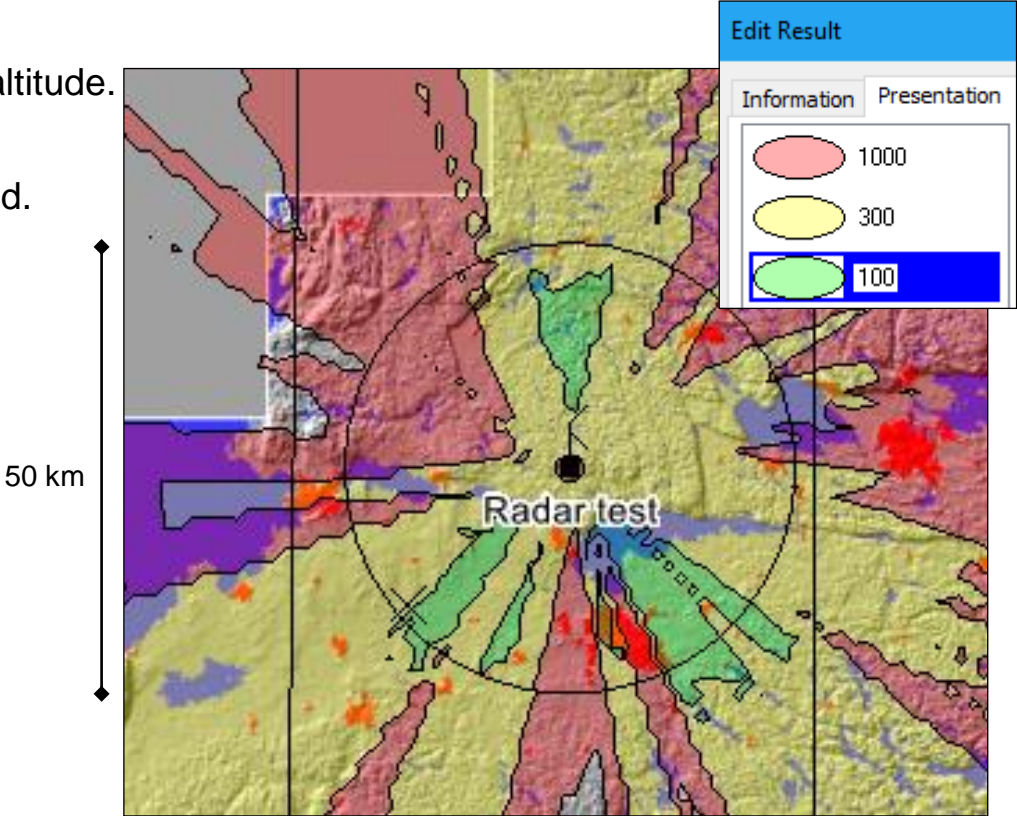 altitude.
d.
50 km
Radar test
Edit Result
Information Presentation
1000
300
100